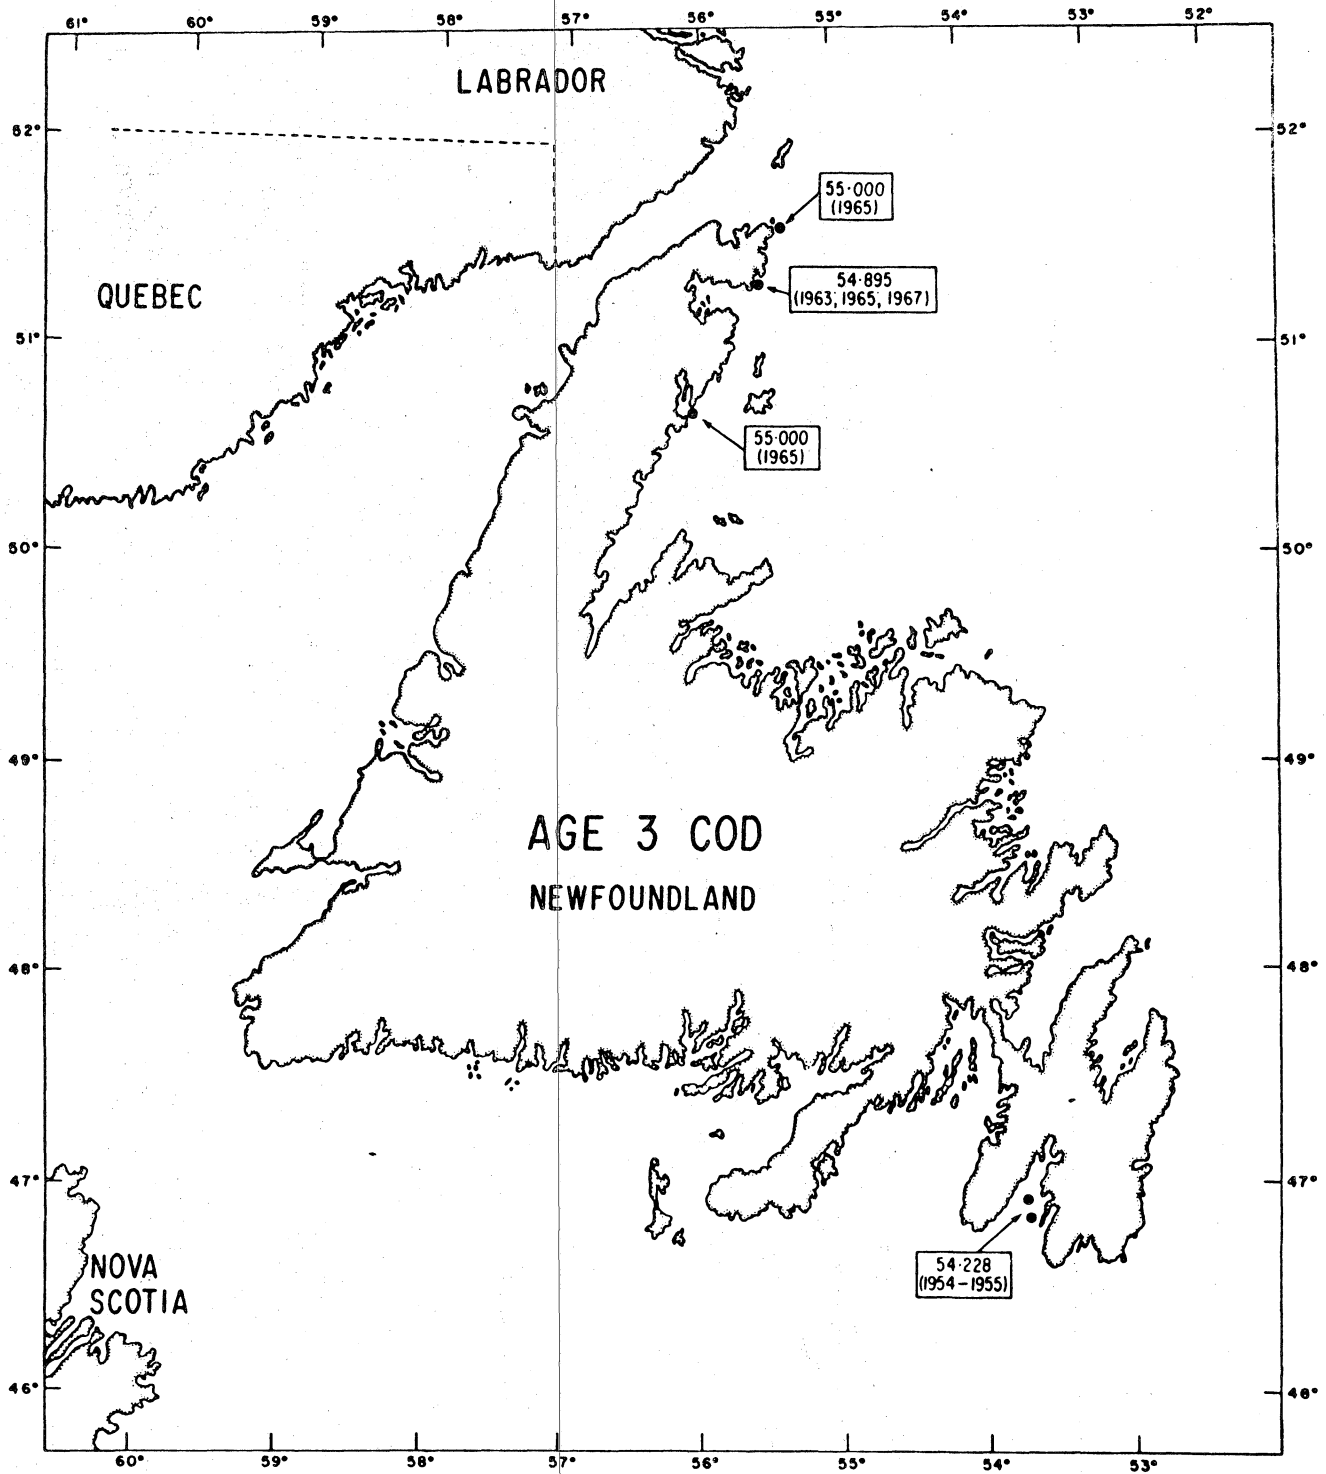 61° 60° 59° 58° 57° 56° 55° 54° 53° 52°
LABRADOR
52° 52°
55·000
(1965)
QUEBEC
54·895
(1963, 1965, 1967)
51° 51°
55·000
(1965)
50° 50°
49° 49°
AGE 3 COD
NEWFOUNDLAND
48° 48°
47° 47°
NOVA
SCOTIA
54·228
(1954-1955)
46° 46°
60° 59° 58° 57° 56° 55° 54° 53°